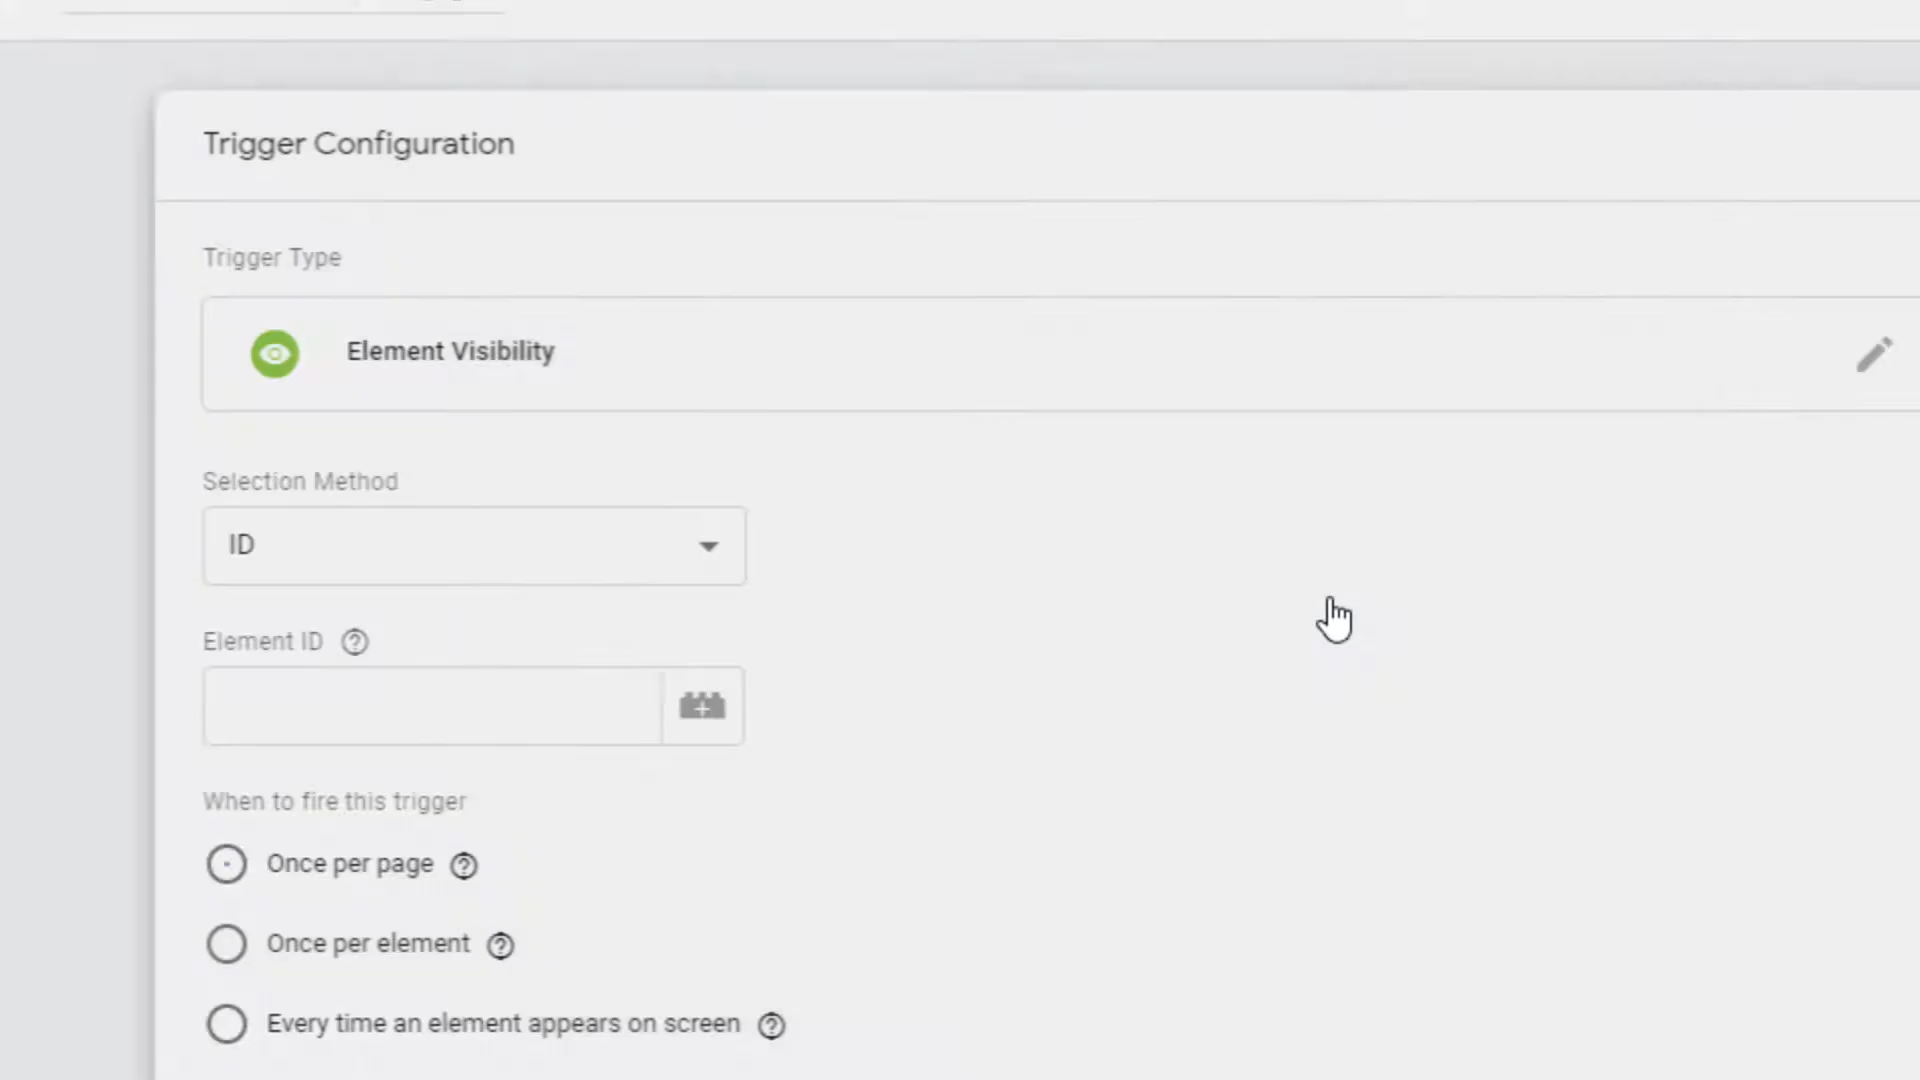 Trigger Configuration
Trigger Type
Element Visibility
Selection Method
ID
Element ID
When to fire this trigger
Once per page
Once per element
Every time an element appears on screen